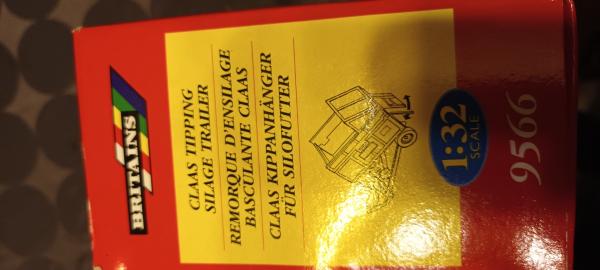 BRITAINS
CLAAS TIPPING
SILAGE TRAILER
REMORQUE D'ENSILAGE
BASCULANTE CLAAS
CLAAS KIPPANHÄNGER
FÜR SILOFUTTER
1:32
SCALE
9566